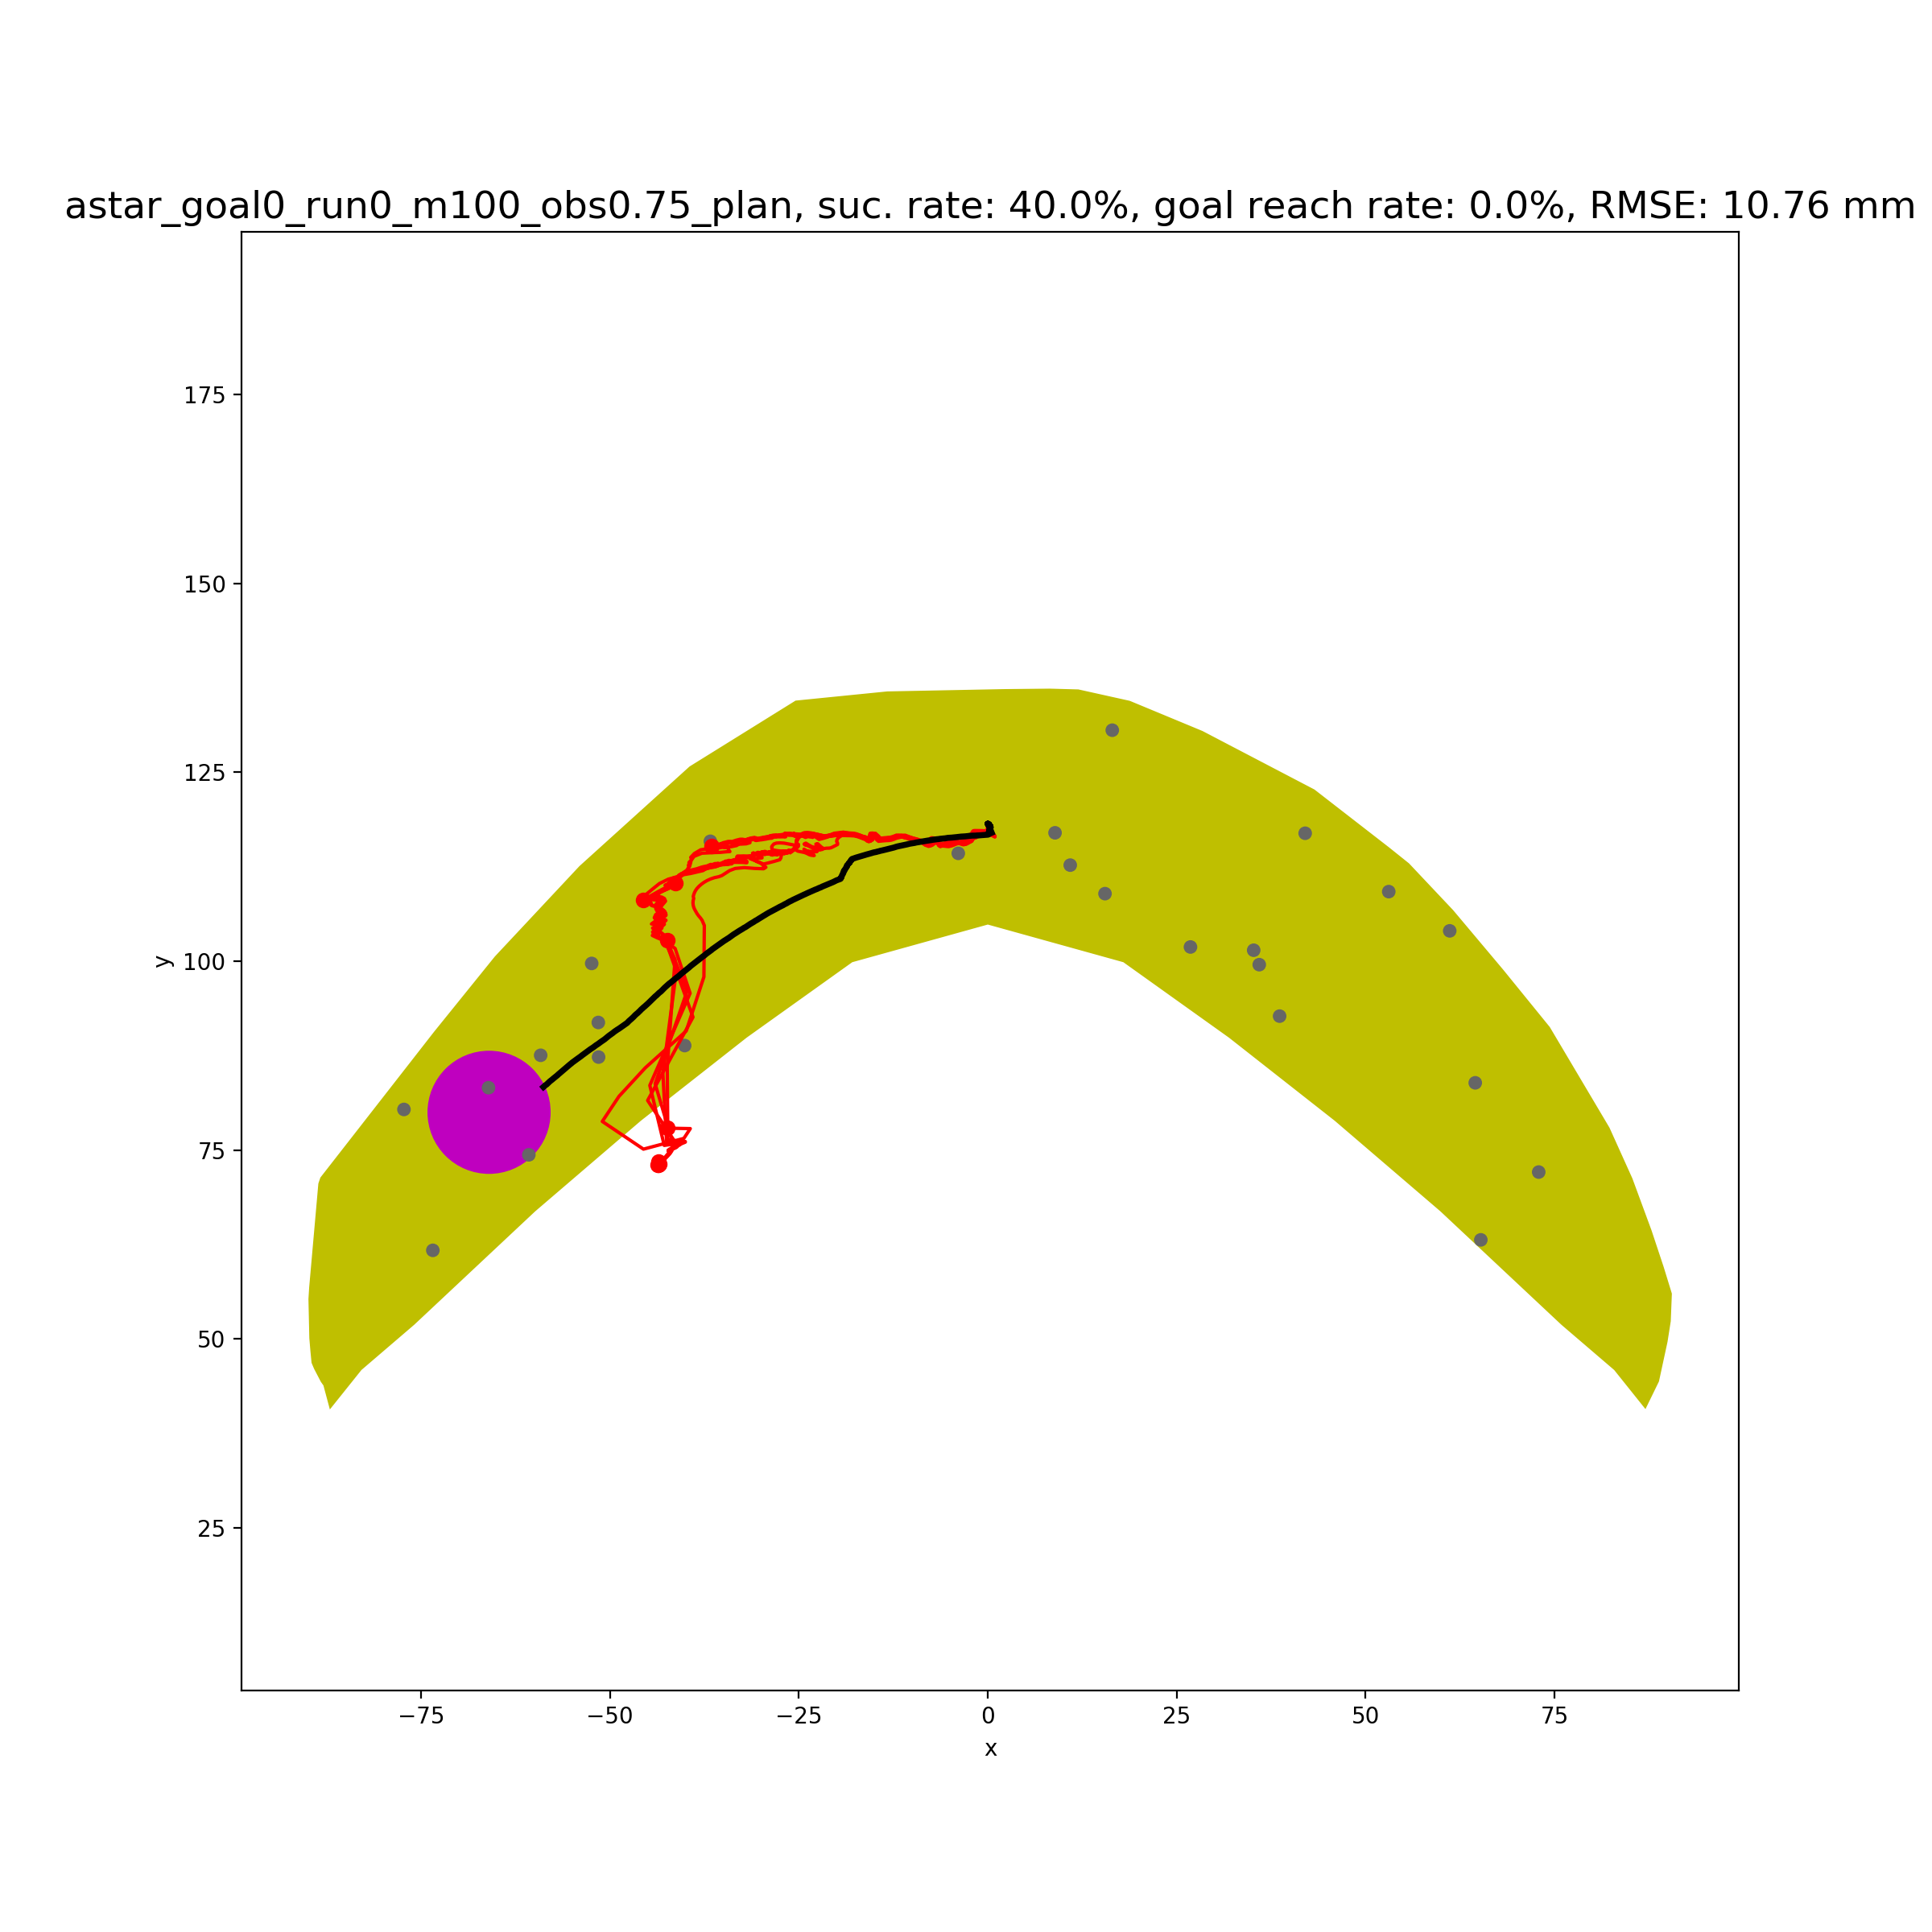 astar_goal0_run0_m100_obs0.75_plan, suc. rate: 40.0%, goal reach rate: 0.0%, RMSE: 10.76 mm
175
150
125
y 100
75
50
25
−75 −50 −25 0 25 50 75
x